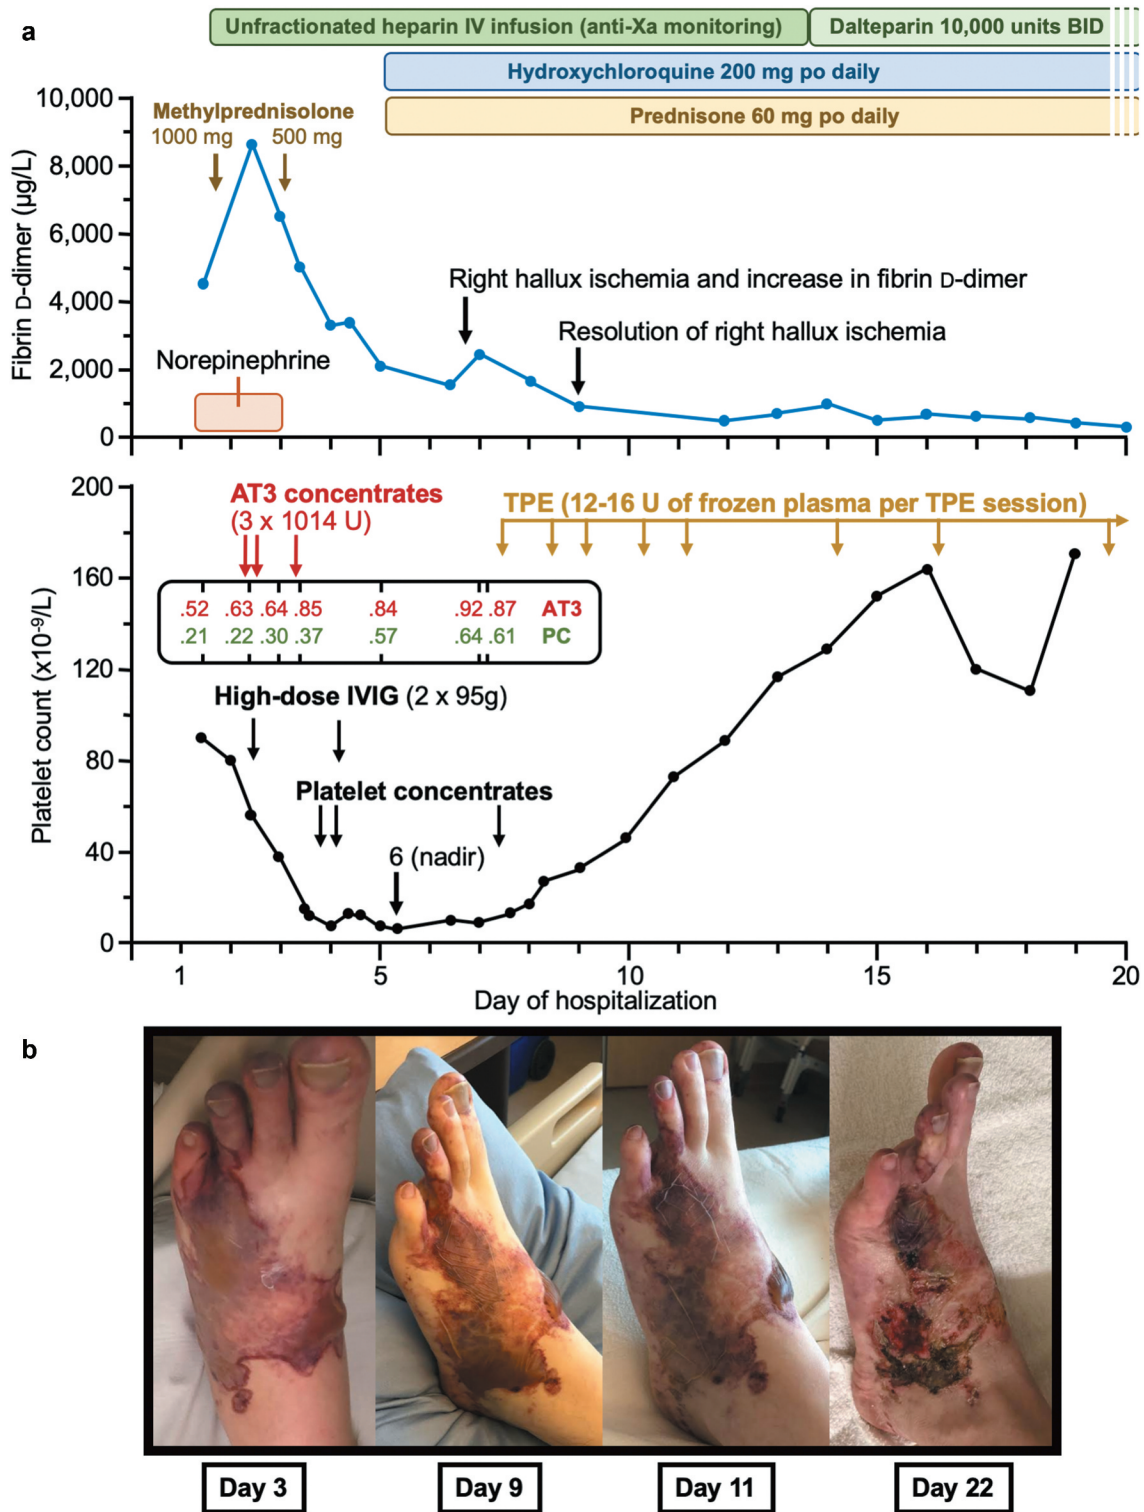 a
Unfractionated heparin IV infusion (anti-Xa monitoring)
Dalteparin 10,000 units BID
Hydroxychloroquine 200 mg po daily
Prednisone 60 mg po daily
Methylprednisolone
1000 mg
500 mg
10,000
8,000
6,000
4,000
2,000
0
Fibrin D-dimer (µg/L)
Right hallux ischemia and increase in fibrin D-dimer
Resolution of right hallux ischemia
Norepinephrine
200
160
120
80
40
0
Platelet count (x10⁻⁹/L)
AT3 concentrates
(3 x 1014 U)
TPE (12-16 U of frozen plasma per TPE session)
.52 .63 .64 .85 .84 .92 .87 AT3
.21 .22 .30 .37 .57 .64 .61 PC
High-dose IVIG (2 x 95g)
Platelet concentrates
6 (nadir)
1 5 10 15 20
Day of hospitalization
b
Day 3
Day 9
Day 11
Day 22